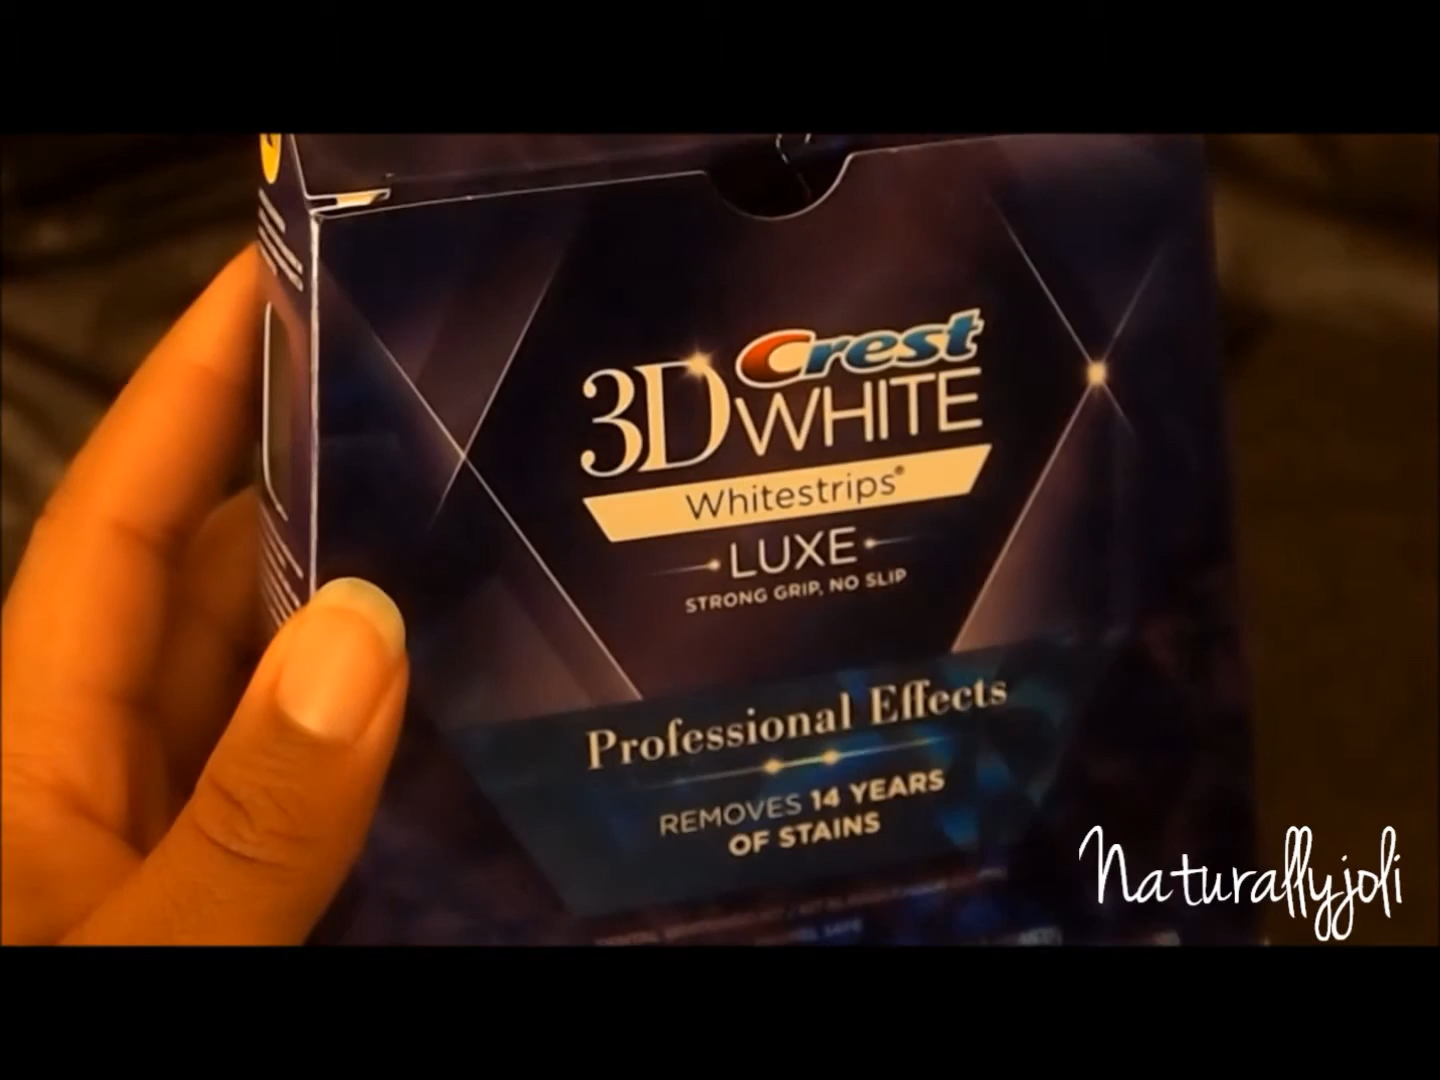 3D Crest
WHITE
Whitestrips®
LUXE
STRONG GRIP, NO SLIP
Professional Effects
REMOVES 14 YEARS
OF STAINS
Naturallyjoli